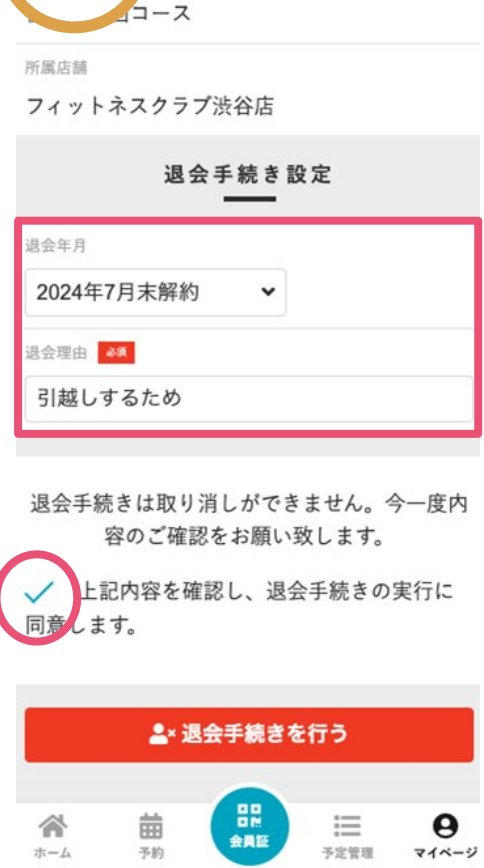 コース
所属店舗
フィットネスクラブ渋谷店
退会手続き設定
退会年月
2024年7月末解約
退会理由 必須
引越しするため
退会手続きは取り消しができません。今一度内
容のご確認をお願い致します。
上記内容を確認し、退会手続きの実行に
同意します。
退会手続きを行う
ホーム
予約
会員証
予定管理
マイページ